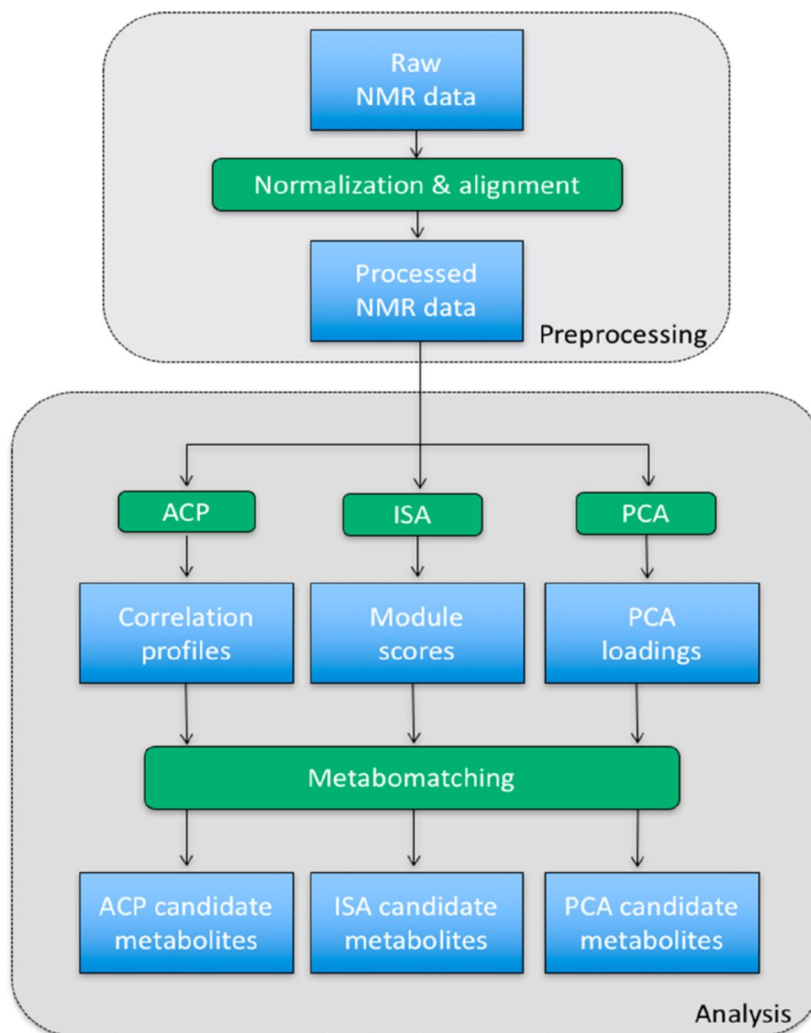 Raw
NMR data
Normalization & alignment
Processed
NMR data
Preprocessing
ACP
ISA
PCA
Correlation
profiles
Module
scores
PCA
loadings
Metabomatching
ACP candidate
metabolites
ISA candidate
metabolites
PCA candidate
metabolites
Analysis